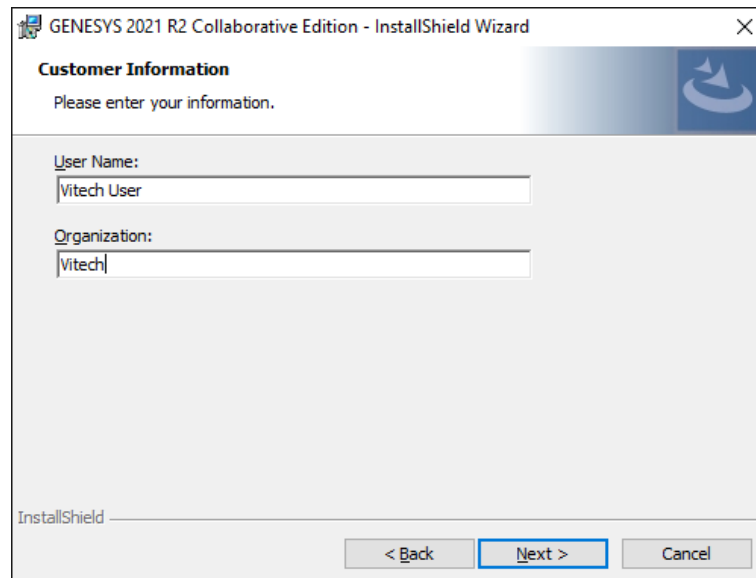 GENESYS 2021 R2 Collaborative Edition - InstallShield Wizard
Customer Information
Please enter your information.
User Name:
Vitech User
Organization:
Vitech
InstallShield
< Back Next > Cancel